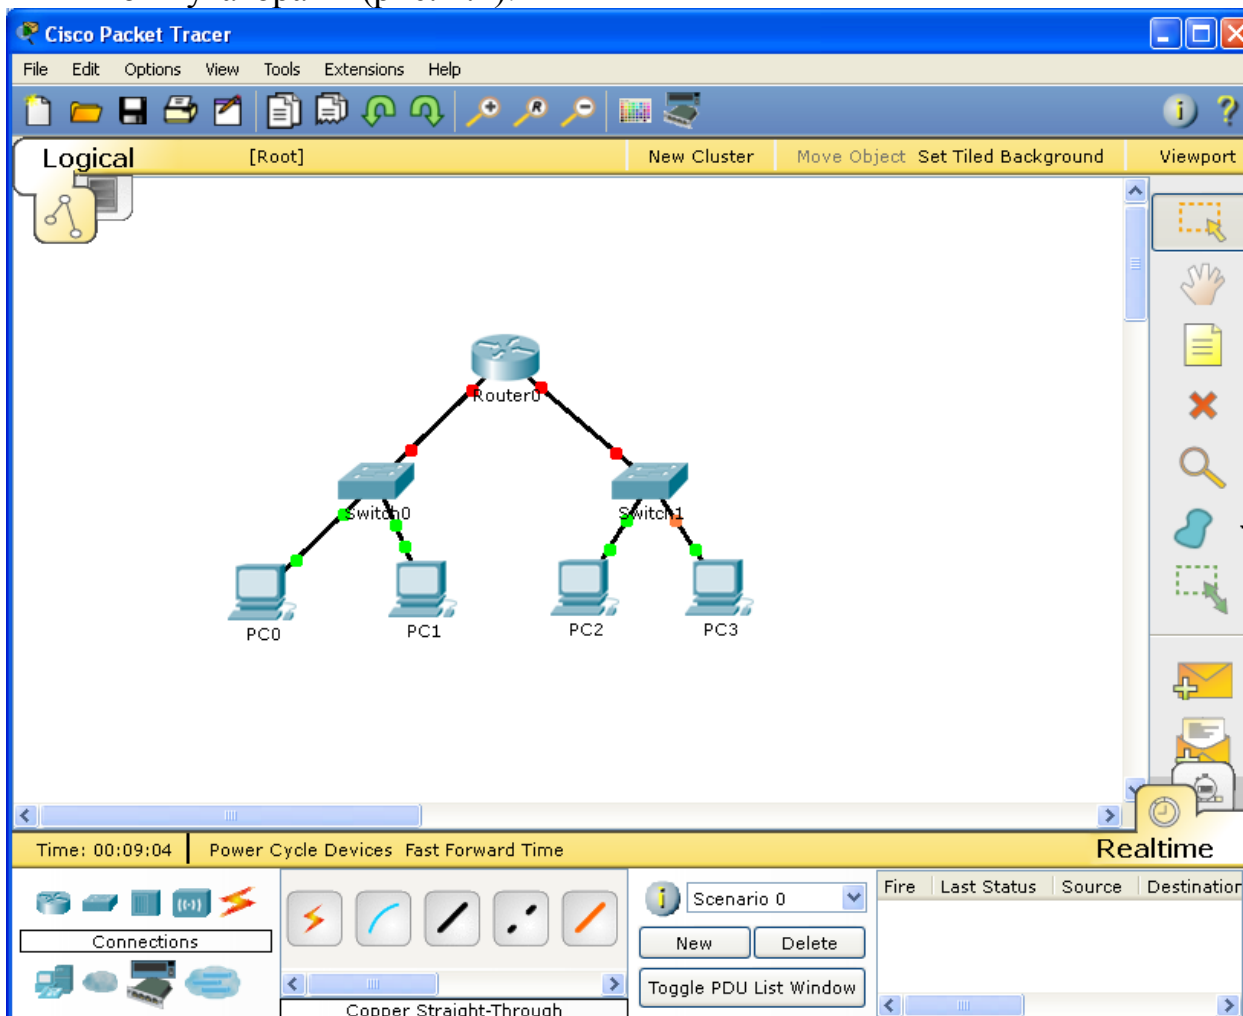 Cisco Packet Tracer
File Edit Options View Tools Extensions Help
Logical [Root] New Cluster Move Object Set Tiled Background Viewport
Router0
Switch0 Switch1
PC0 PC1 PC2 PC3
Time: 00:09:04 Power Cycle Devices Fast Forward Time Realtime
Fire Last Status Source Destination
Scenario 0
Connections
New Delete
Toggle PDU List Window
Copper Straight-Through